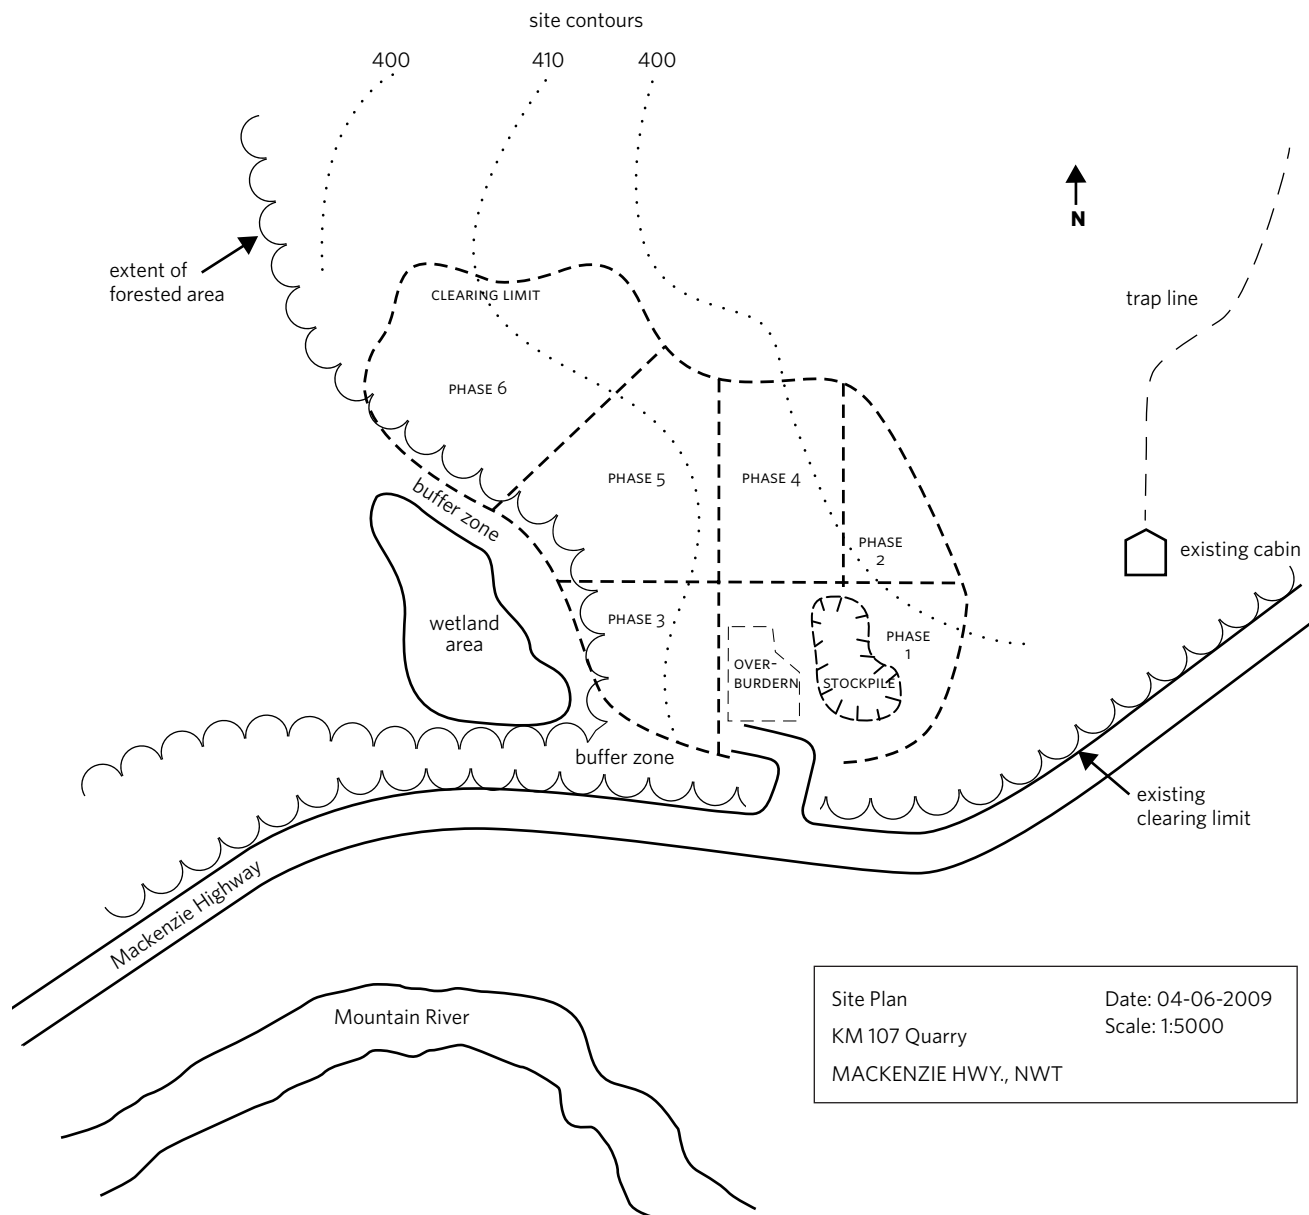 site contours
400
410
400
N
extent of
forested area
trap line
CLEARING LIMIT
PHASE 6
PHASE 5
PHASE 4
buffer zone
PHASE
2
existing cabin
wetland
area
PHASE 3
PHASE
1
OVER-
BURDERN
STOCKPILE
buffer zone
existing
clearing limit
Mackenzie Highway
Mountain River
Site Plan
Date: 04-06-2009
KM 107 Quarry
Scale: 1:5000
MACKENZIE HWY., NWT